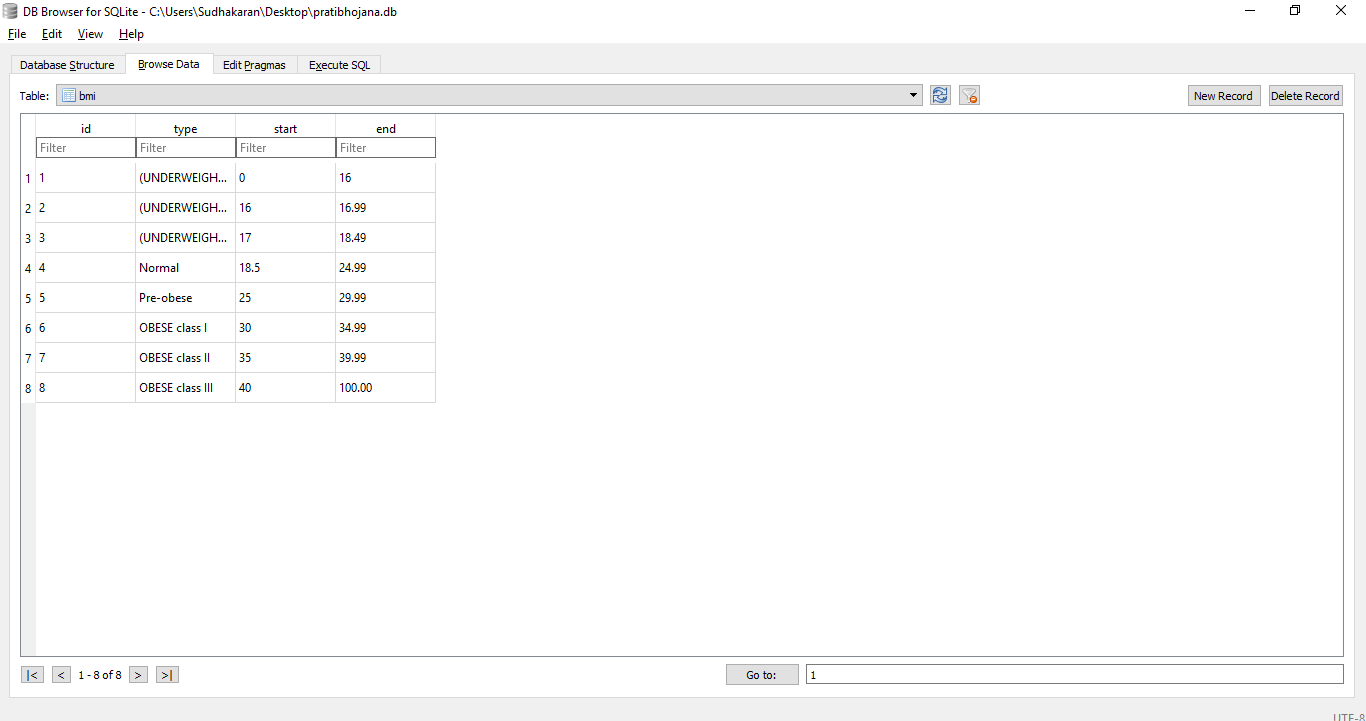 DB Browser for SQLite - C:\Users\Sudhakaran\Desktop\pratibhojana.db
File Edit View Help
Database Structure Browse Data Edit Pragmas Execute SQL
Table: bmi New Record Delete Record
id type start end
Filter Filter Filter Filter
1 1 (UNDERWEIGH... 0 16
2 2 (UNDERWEIGH... 16 16.99
3 3 (UNDERWEIGH... 17 18.49
4 4 Normal 18.5 24.99
5 5 Pre-obese 25 29.99
6 6 OBESE class I 30 34.99
7 7 OBESE class II 35 39.99
8 8 OBESE class III 40 100.00
|< < 1 - 8 of 8 > >| Go to: 1
UTF-8